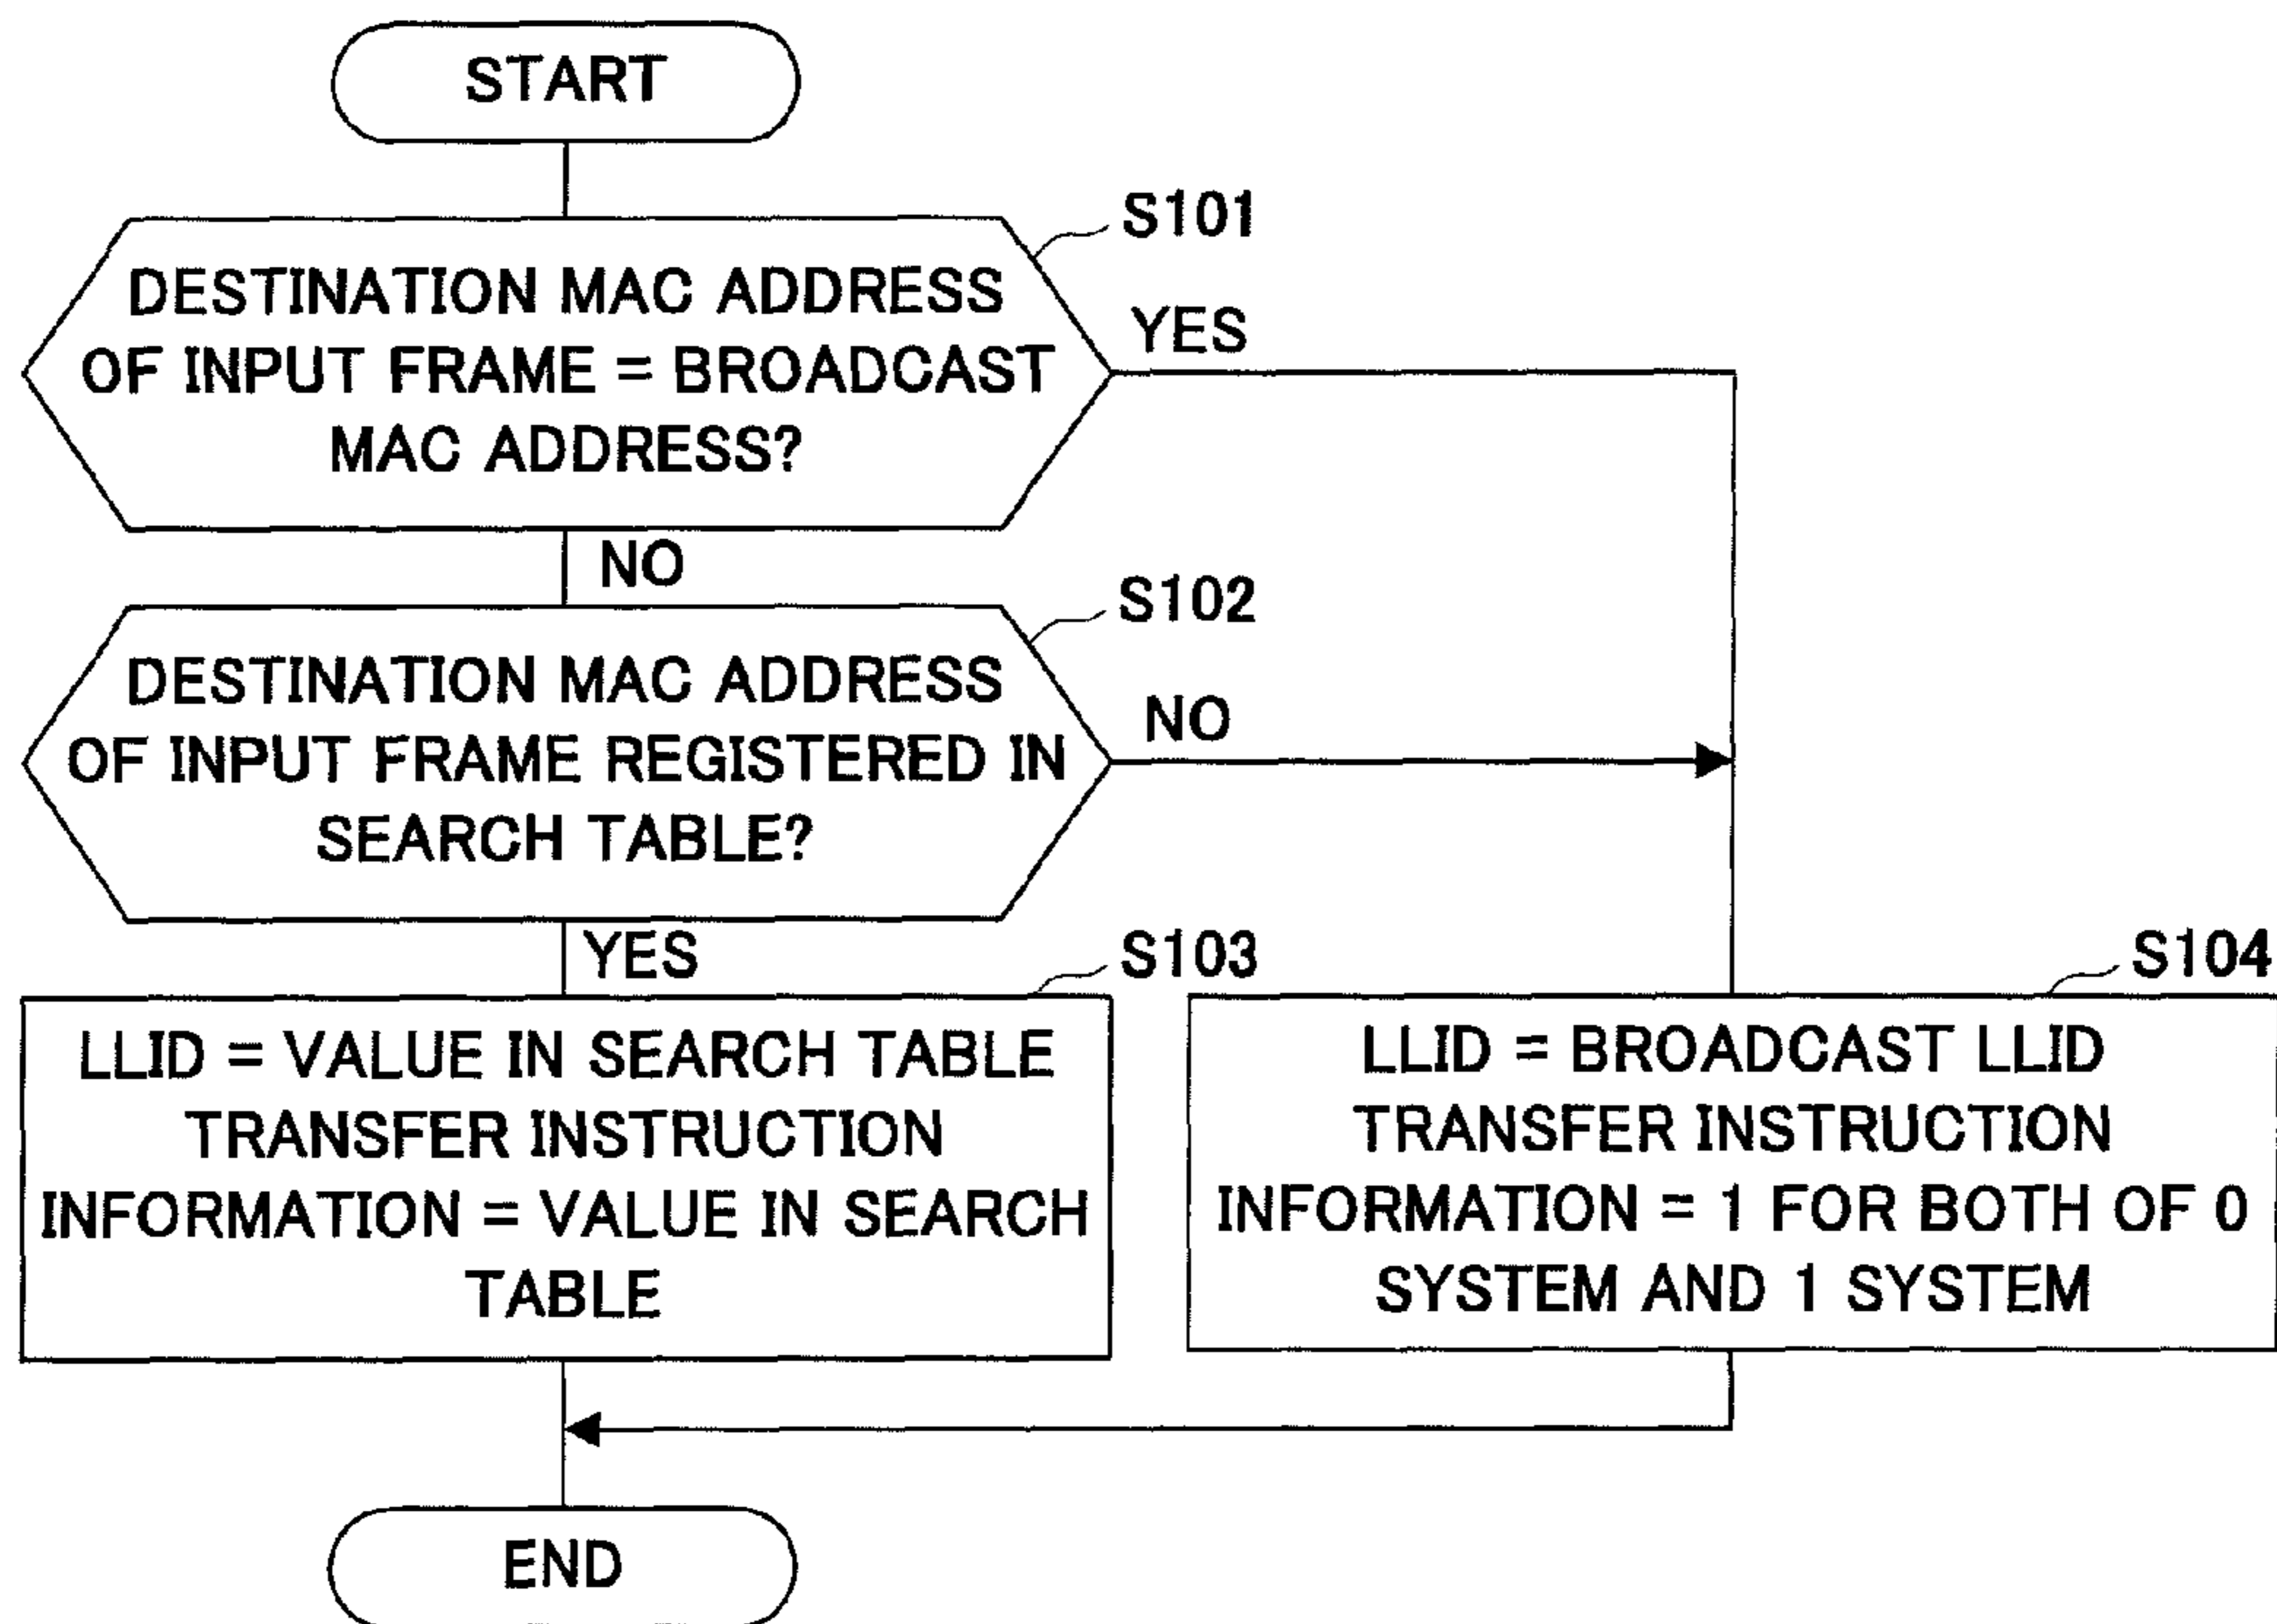 START
S101
DESTINATION MAC ADDRESS
OF INPUT FRAME = BROADCAST
MAC ADDRESS?
YES
NO
S102
DESTINATION MAC ADDRESS
OF INPUT FRAME REGISTERED IN
SEARCH TABLE?
NO
YES
S103
LLID = VALUE IN SEARCH TABLE
TRANSFER INSTRUCTION
INFORMATION = VALUE IN SEARCH
TABLE
S104
LLID = BROADCAST LLID
TRANSFER INSTRUCTION
INFORMATION = 1 FOR BOTH OF 0
SYSTEM AND 1 SYSTEM
END